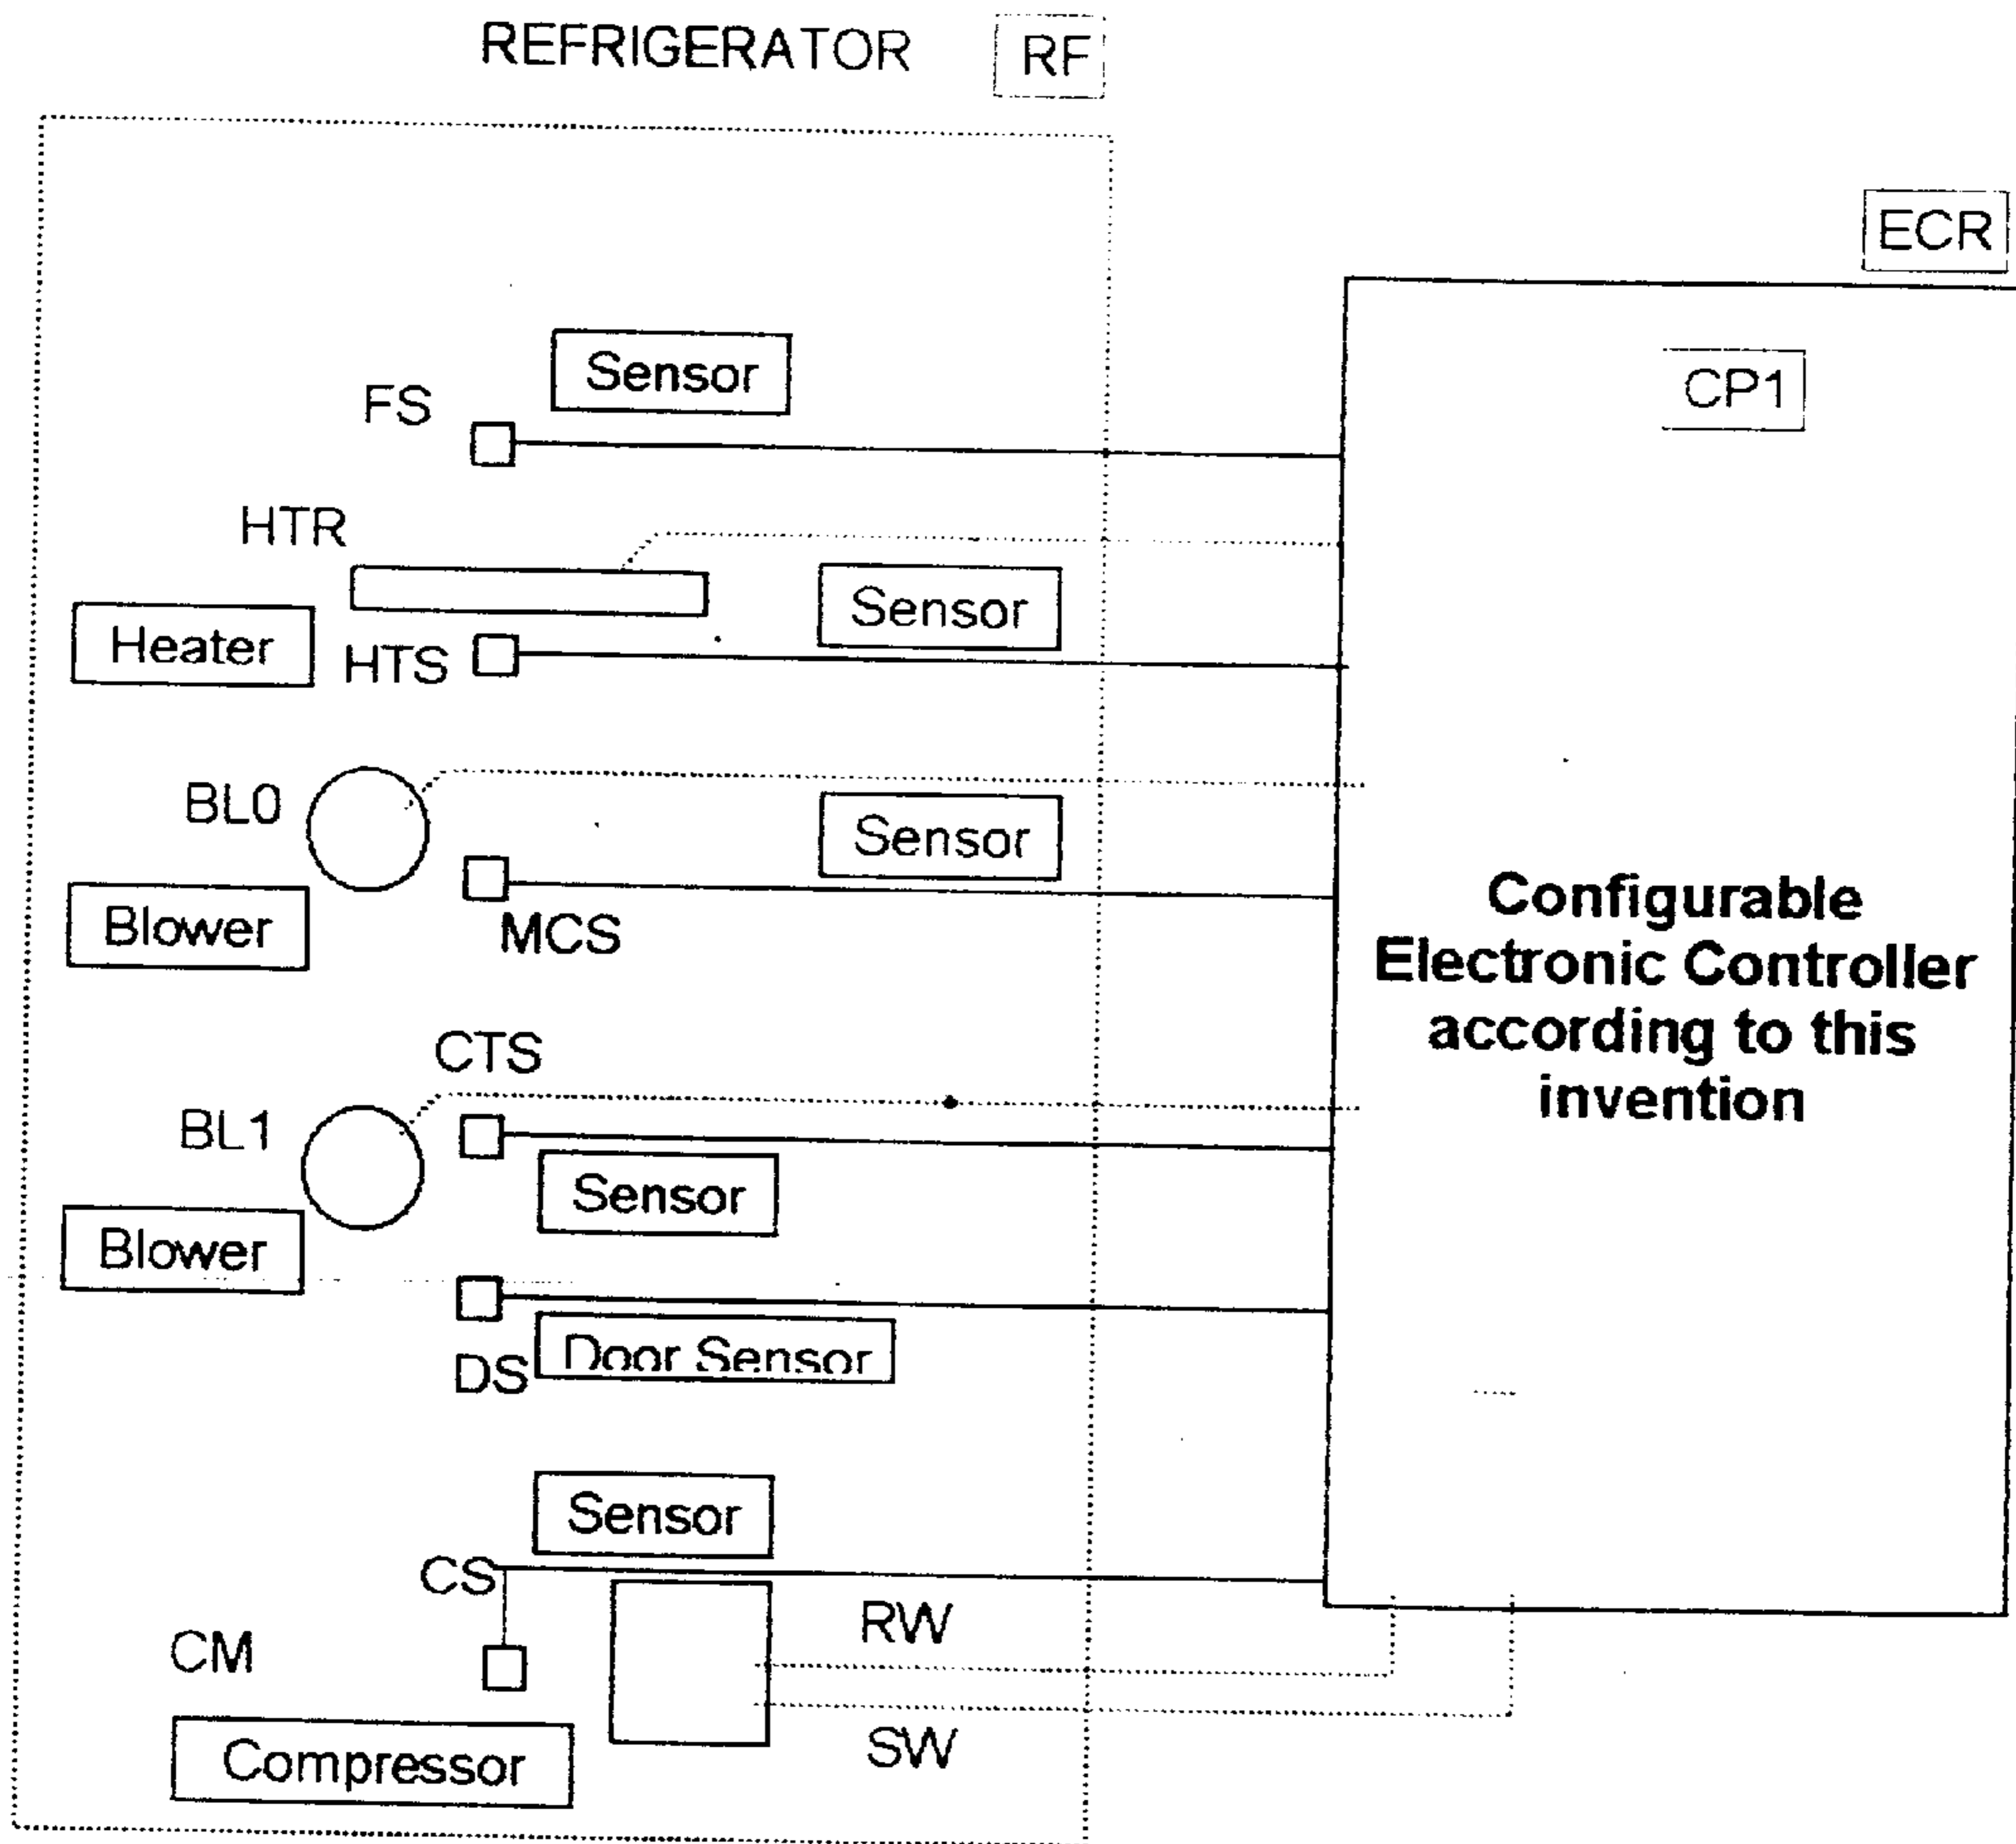 REFRIGERATOR RF
ECR
CP1
Sensor
FS
HTR
Sensor
Heater
HTS
BL0
Sensor
Blower
MCS
Configurable
Electronic Controller
according to this
invention
CTS
BL1
Sensor
Blower
Door Sensor
DS
Sensor
CS
RW
CM
SW
Compressor